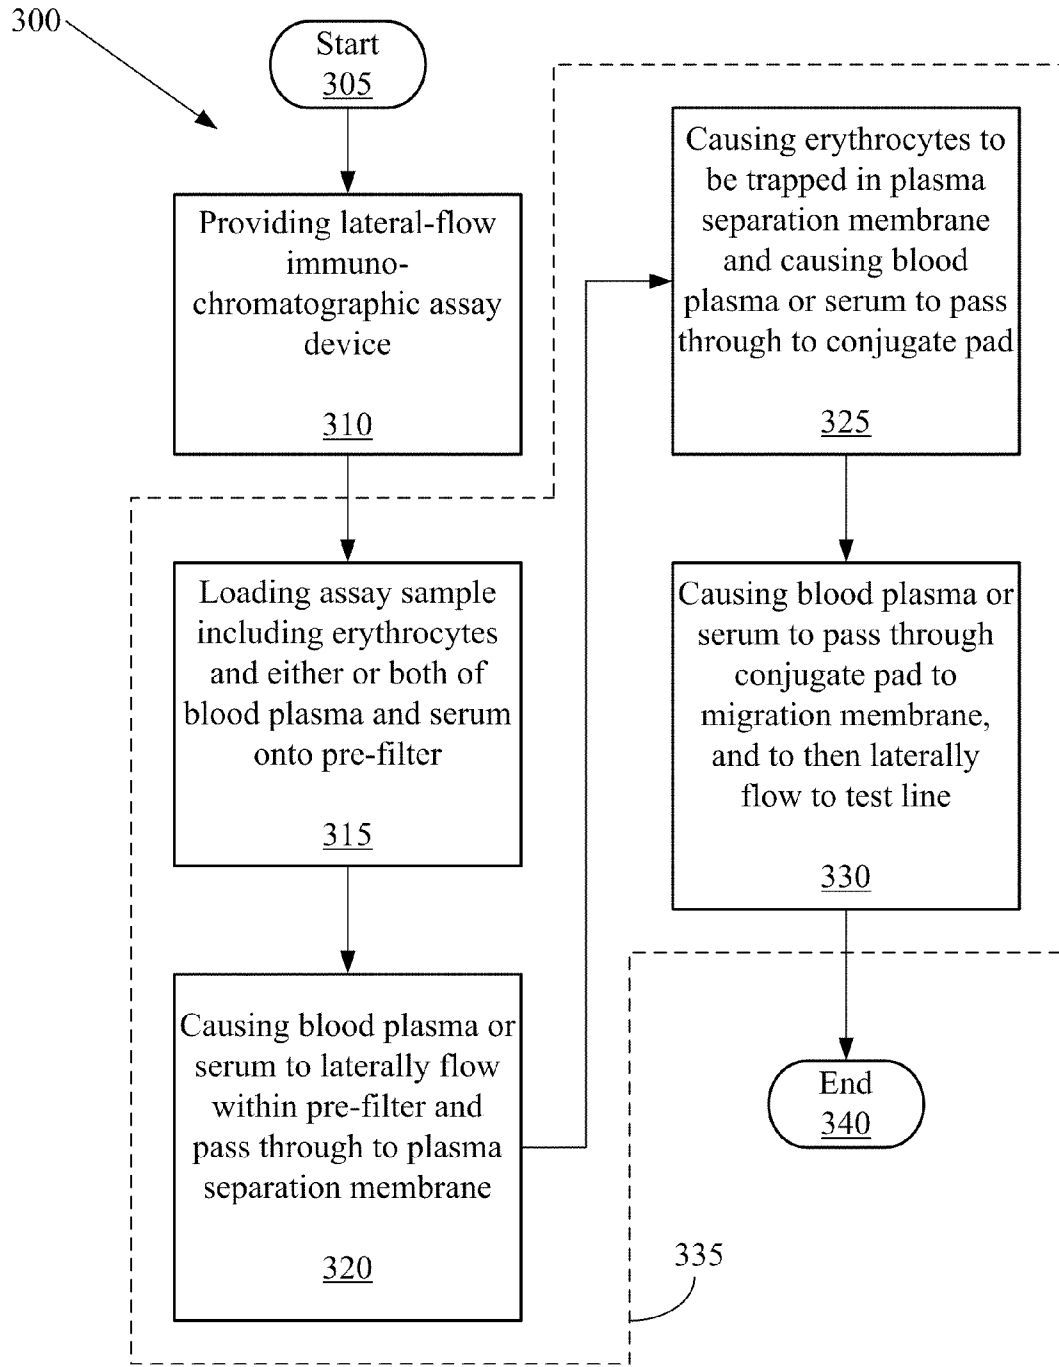 300
Start
305
Providing lateral-flow
immuno-
chromatographic assay
device
310
Loading assay sample
including erythrocytes
and either or both of
blood plasma and serum
onto pre-filter
315
Causing blood plasma or
serum to laterally flow
within pre-filter and
pass through to plasma
separation membrane
320
Causing erythrocytes to
be trapped in plasma
separation membrane
and causing blood
plasma or serum to pass
through to conjugate pad
325
Causing blood plasma or
serum to pass through
conjugate pad to
migration membrane,
and to then laterally
flow to test line
330
End
340
335